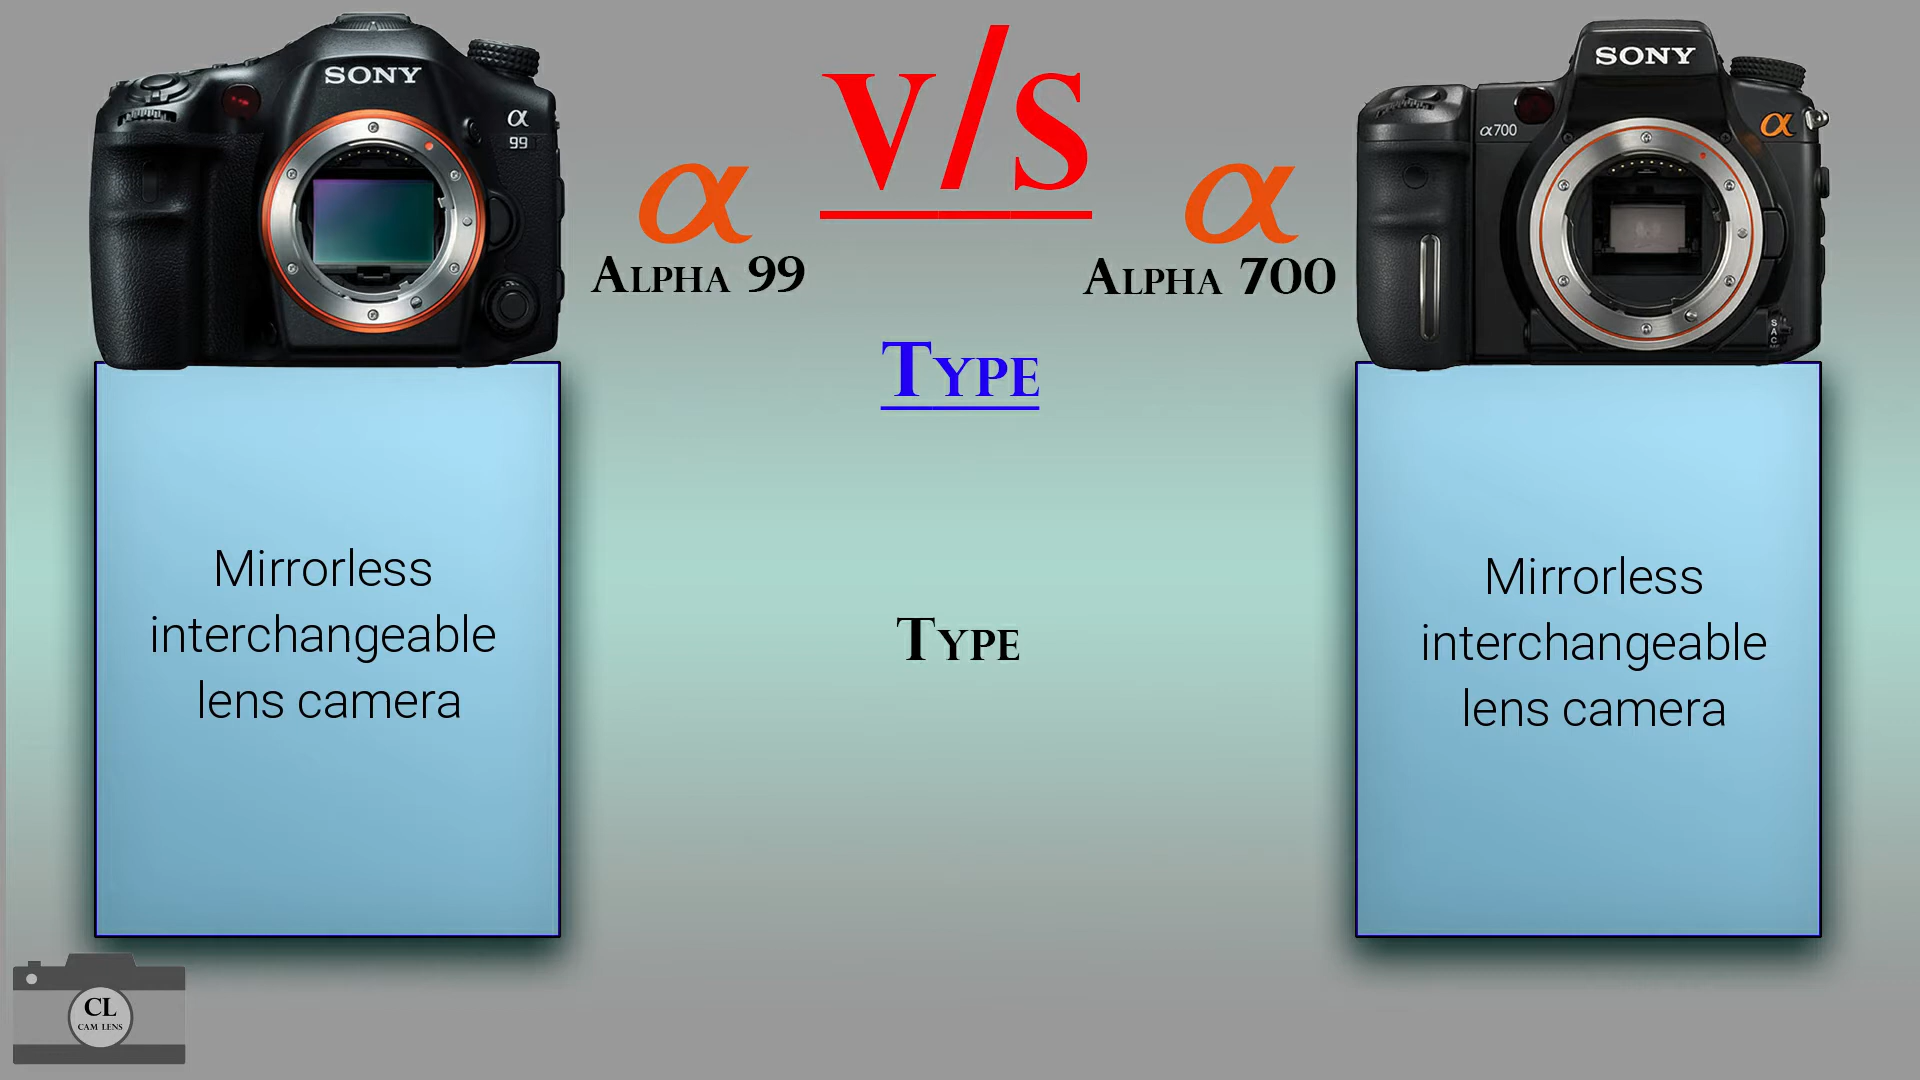 SONY
α
99
α
Alpha 99
V/S
α
Alpha 700
SONY
α700
α
S
A
C
Type
Mirrorless
interchangeable
lens camera
Type
Mirrorless
interchangeable
lens camera
CL
CAM LENS